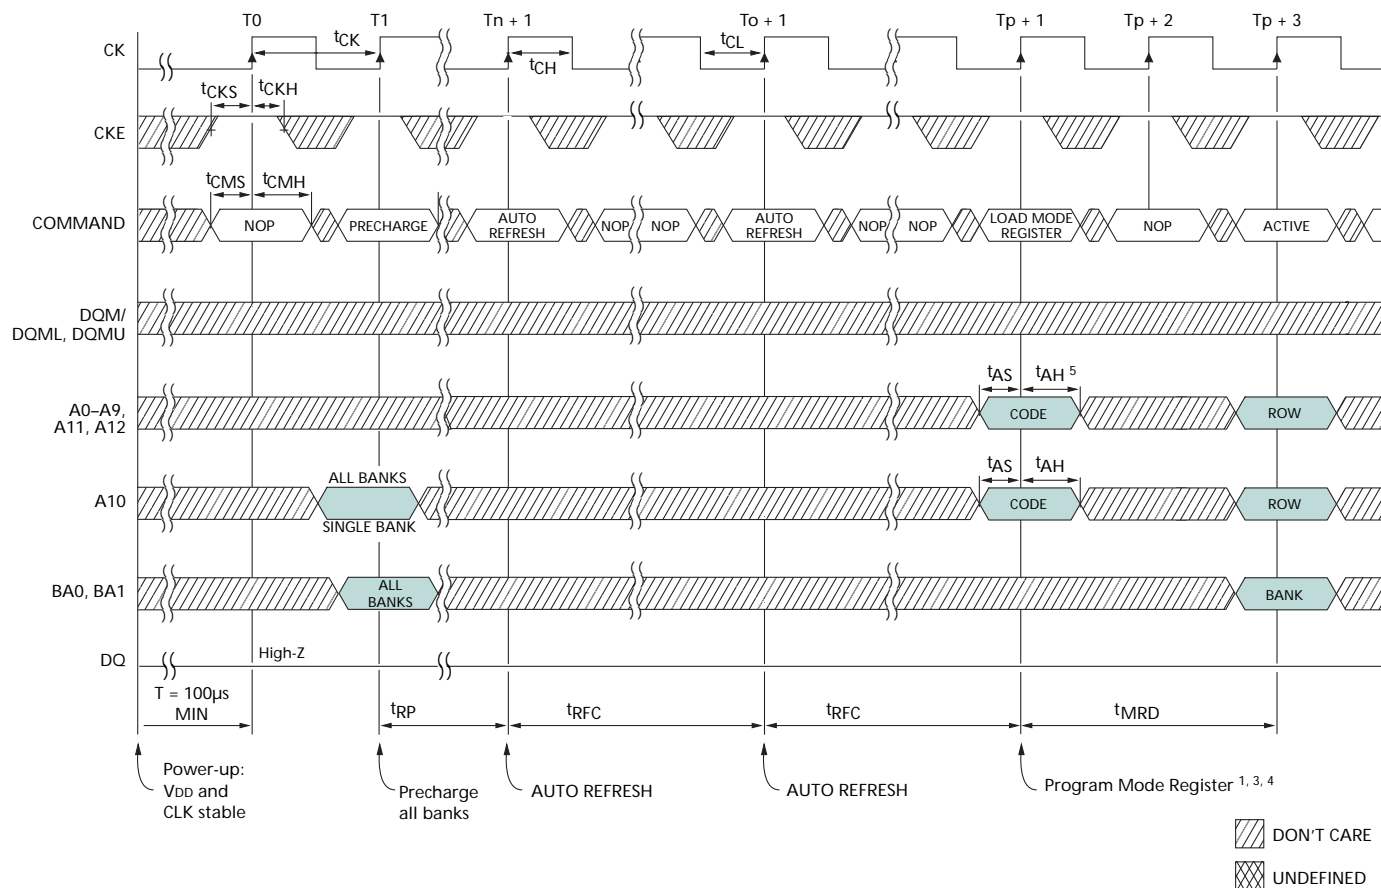 T0 T1 Tn + 1 To + 1 Tp + 1 Tp + 2 Tp + 3
CK
tCK
tCH
tCL
tCKS tCKH
CKE
tCMS tCMH
COMMAND
NOP PRECHARGE AUTO REFRESH NOP NOP AUTO REFRESH NOP NOP LOAD MODE REGISTER NOP ACTIVE
DQM/
DQML, DQMU
tAS tAH 5
A0–A9,
A11, A12
CODE ROW
tAS tAH
ALL BANKS
A10
CODE ROW
SINGLE BANK
BA0, BA1
ALL
BANKS
BANK
DQ
High-Z
T = 100µs
MIN
tRP tRFC tRFC tMRD
Power-up:
VDD and
CLK stable
Precharge
all banks
AUTO REFRESH
AUTO REFRESH
Program Mode Register 1, 3, 4
DON'T CARE
UNDEFINED